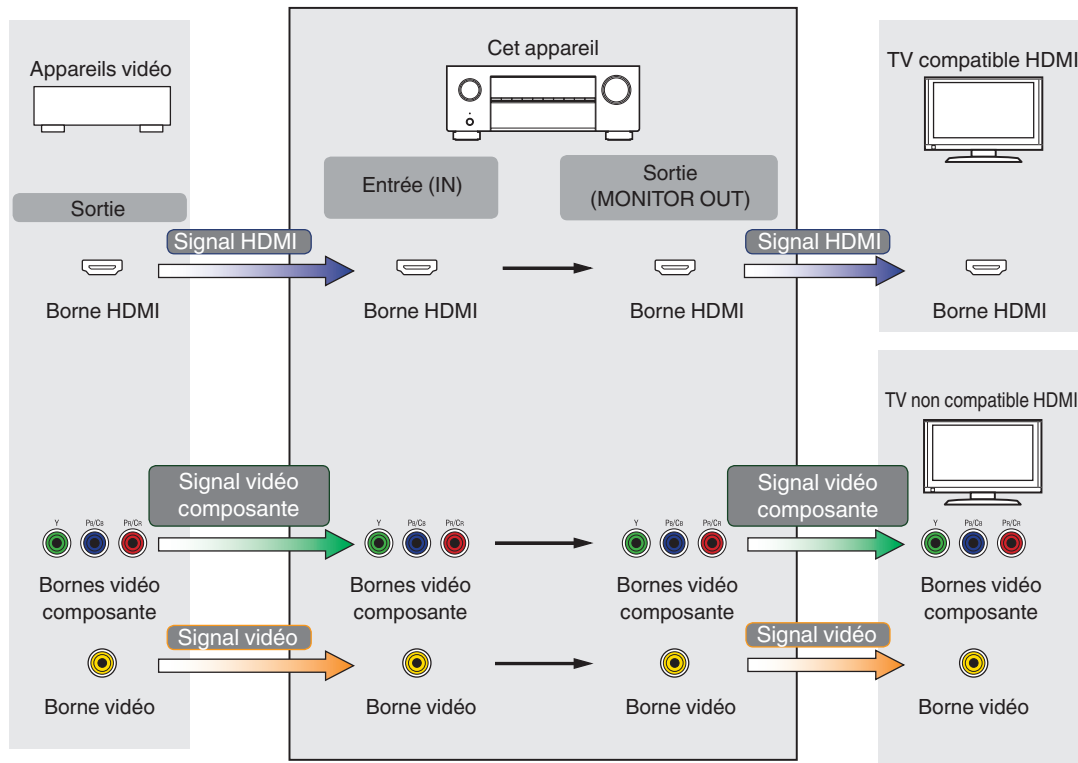 Appareils vidéo
Cet appareil
TV compatible HDMI
Sortie
Entrée (IN)
Sortie
(MONITOR OUT)
Signal HDMI
Signal HDMI
Borne HDMI
Borne HDMI
Borne HDMI
Borne HDMI
TV non compatible HDMI
Signal vidéo
composante
Signal vidéo
composante
Y PB/CB PR/CR
Y PB/CB PR/CR
Y PB/CB PR/CR
Y PB/CB PR/CR
Bornes vidéo
composante
Bornes vidéo
composante
Bornes vidéo
composante
Bornes vidéo
composante
Signal vidéo
Signal vidéo
Borne vidéo
Borne vidéo
Borne vidéo
Borne vidéo